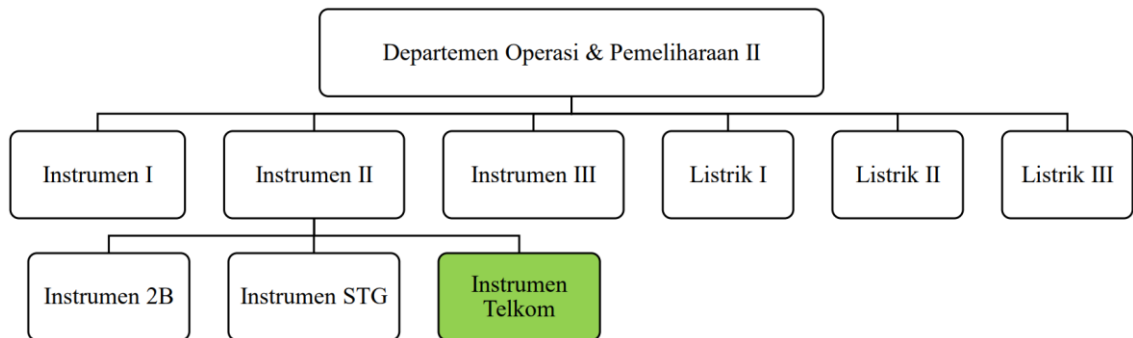 Departemen Operasi & Pemeliharaan II
Instrumen I
Instrumen II
Instrumen III
Listrik I
Listrik II
Listrik III
Instrumen 2B
Instrumen STG
Instrumen
Telkom